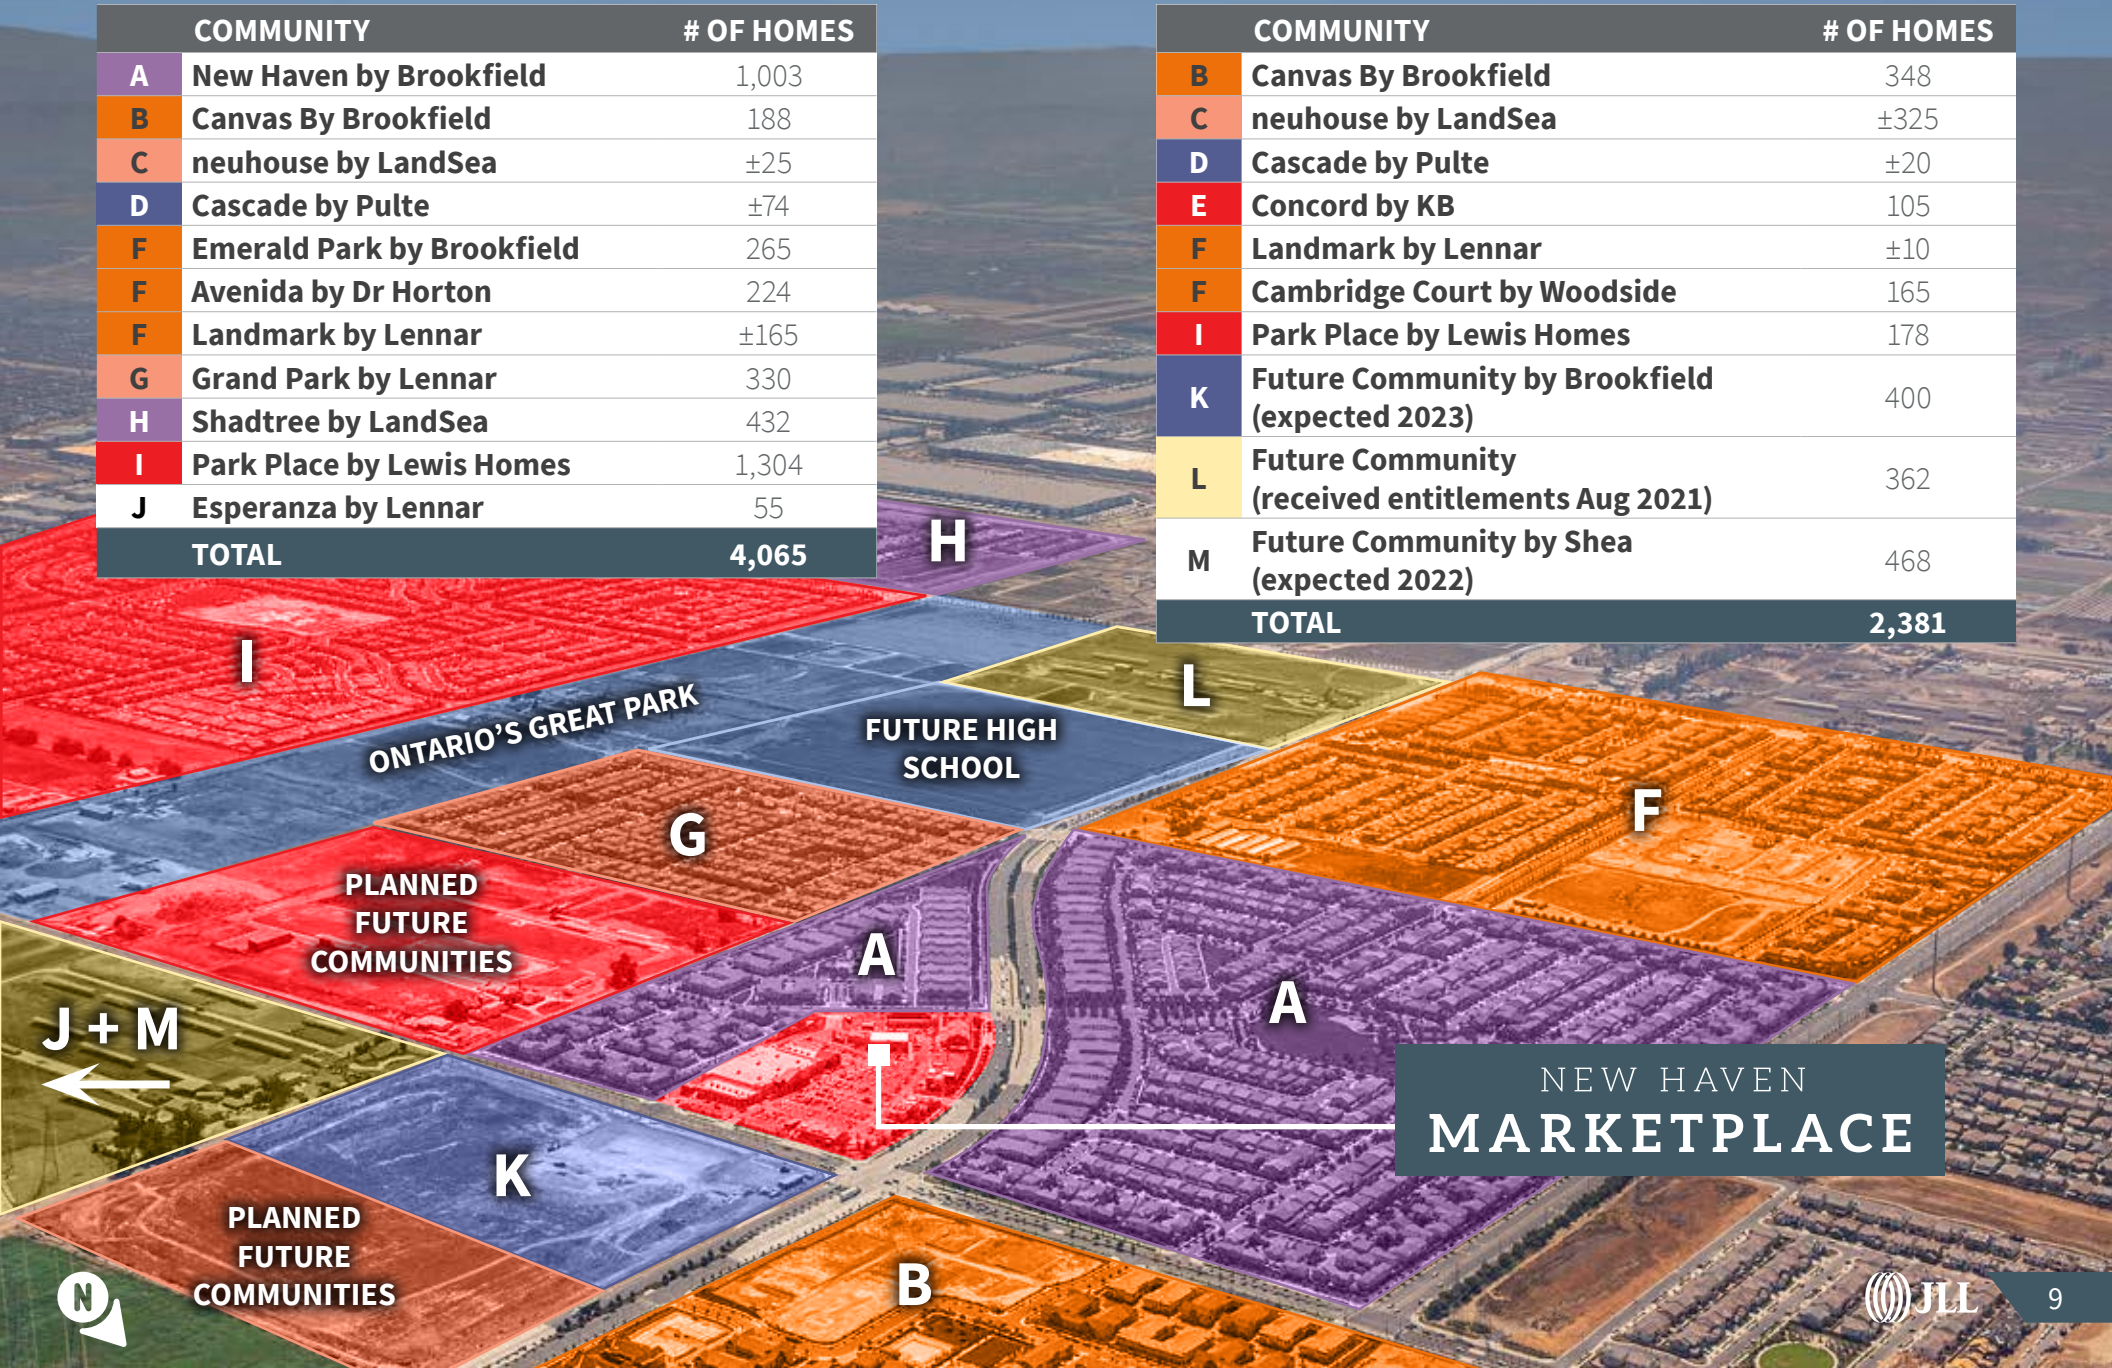 COMMUNITY # OF HOMES
A New Haven by Brookfield 1,003
B Canvas By Brookfield 188
C neuhouse by LandSea ±25
D Cascade by Pulte ±74
F Emerald Park by Brookfield 265
F Avenida by Dr Horton 224
F Landmark by Lennar ±165
G Grand Park by Lennar 330
H Shadtree by LandSea 432
I Park Place by Lewis Homes 1,304
J Esperanza by Lennar 55
TOTAL 4,065
COMMUNITY # OF HOMES
B Canvas By Brookfield 348
C neuhouse by LandSea ±325
D Cascade by Pulte ±20
E Concord by KB 105
F Landmark by Lennar ±10
F Cambridge Court by Woodside 165
I Park Place by Lewis Homes 178
K Future Community by Brookfield
(expected 2023) 400
L Future Community
(received entitlements Aug 2021) 362
M Future Community by Shea
(expected 2022) 468
TOTAL 2,381
H
I
L
ONTARIO'S GREAT PARK
FUTURE HIGH
SCHOOL
G
F
PLANNED
FUTURE
COMMUNITIES
A
A
J + M
NEW HAVEN
MARKETPLACE
K
PLANNED
FUTURE
COMMUNITIES
B
N
JLL
9